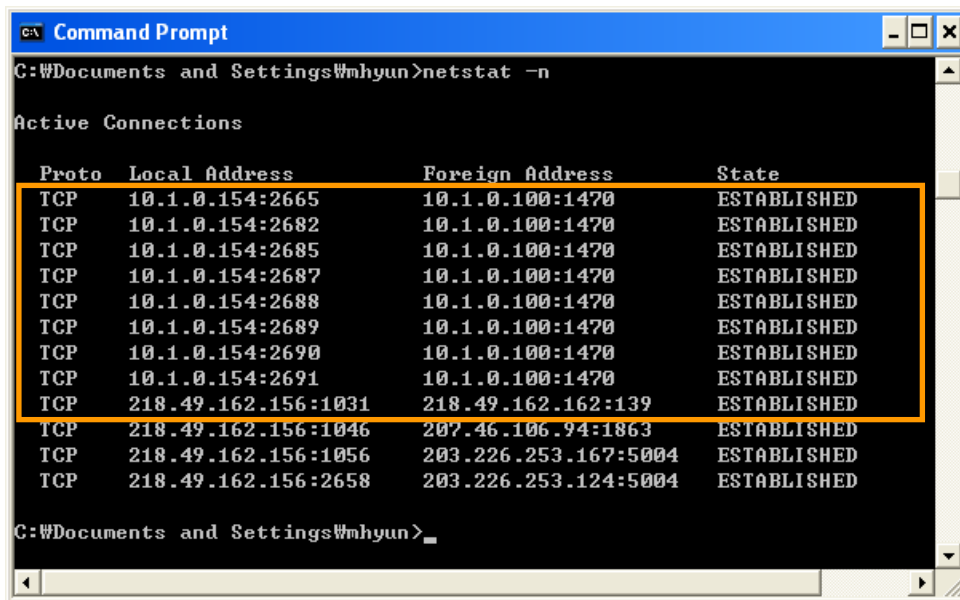 Command Prompt
C:₩Documents and Settings₩mhyun>netstat -n
Active Connections
Proto Local Address Foreign Address State
TCP 10.1.0.154:2665 10.1.0.100:1470 ESTABLISHED
TCP 10.1.0.154:2682 10.1.0.100:1470 ESTABLISHED
TCP 10.1.0.154:2685 10.1.0.100:1470 ESTABLISHED
TCP 10.1.0.154:2687 10.1.0.100:1470 ESTABLISHED
TCP 10.1.0.154:2688 10.1.0.100:1470 ESTABLISHED
TCP 10.1.0.154:2689 10.1.0.100:1470 ESTABLISHED
TCP 10.1.0.154:2690 10.1.0.100:1470 ESTABLISHED
TCP 10.1.0.154:2691 10.1.0.100:1470 ESTABLISHED
TCP 218.49.162.156:1031 218.49.162.162:139 ESTABLISHED
TCP 218.49.162.156:1046 207.46.106.94:1863 ESTABLISHED
TCP 218.49.162.156:1056 203.226.253.167:5004 ESTABLISHED
TCP 218.49.162.156:2658 203.226.253.124:5004 ESTABLISHED
C:₩Documents and Settings₩mhyun>_